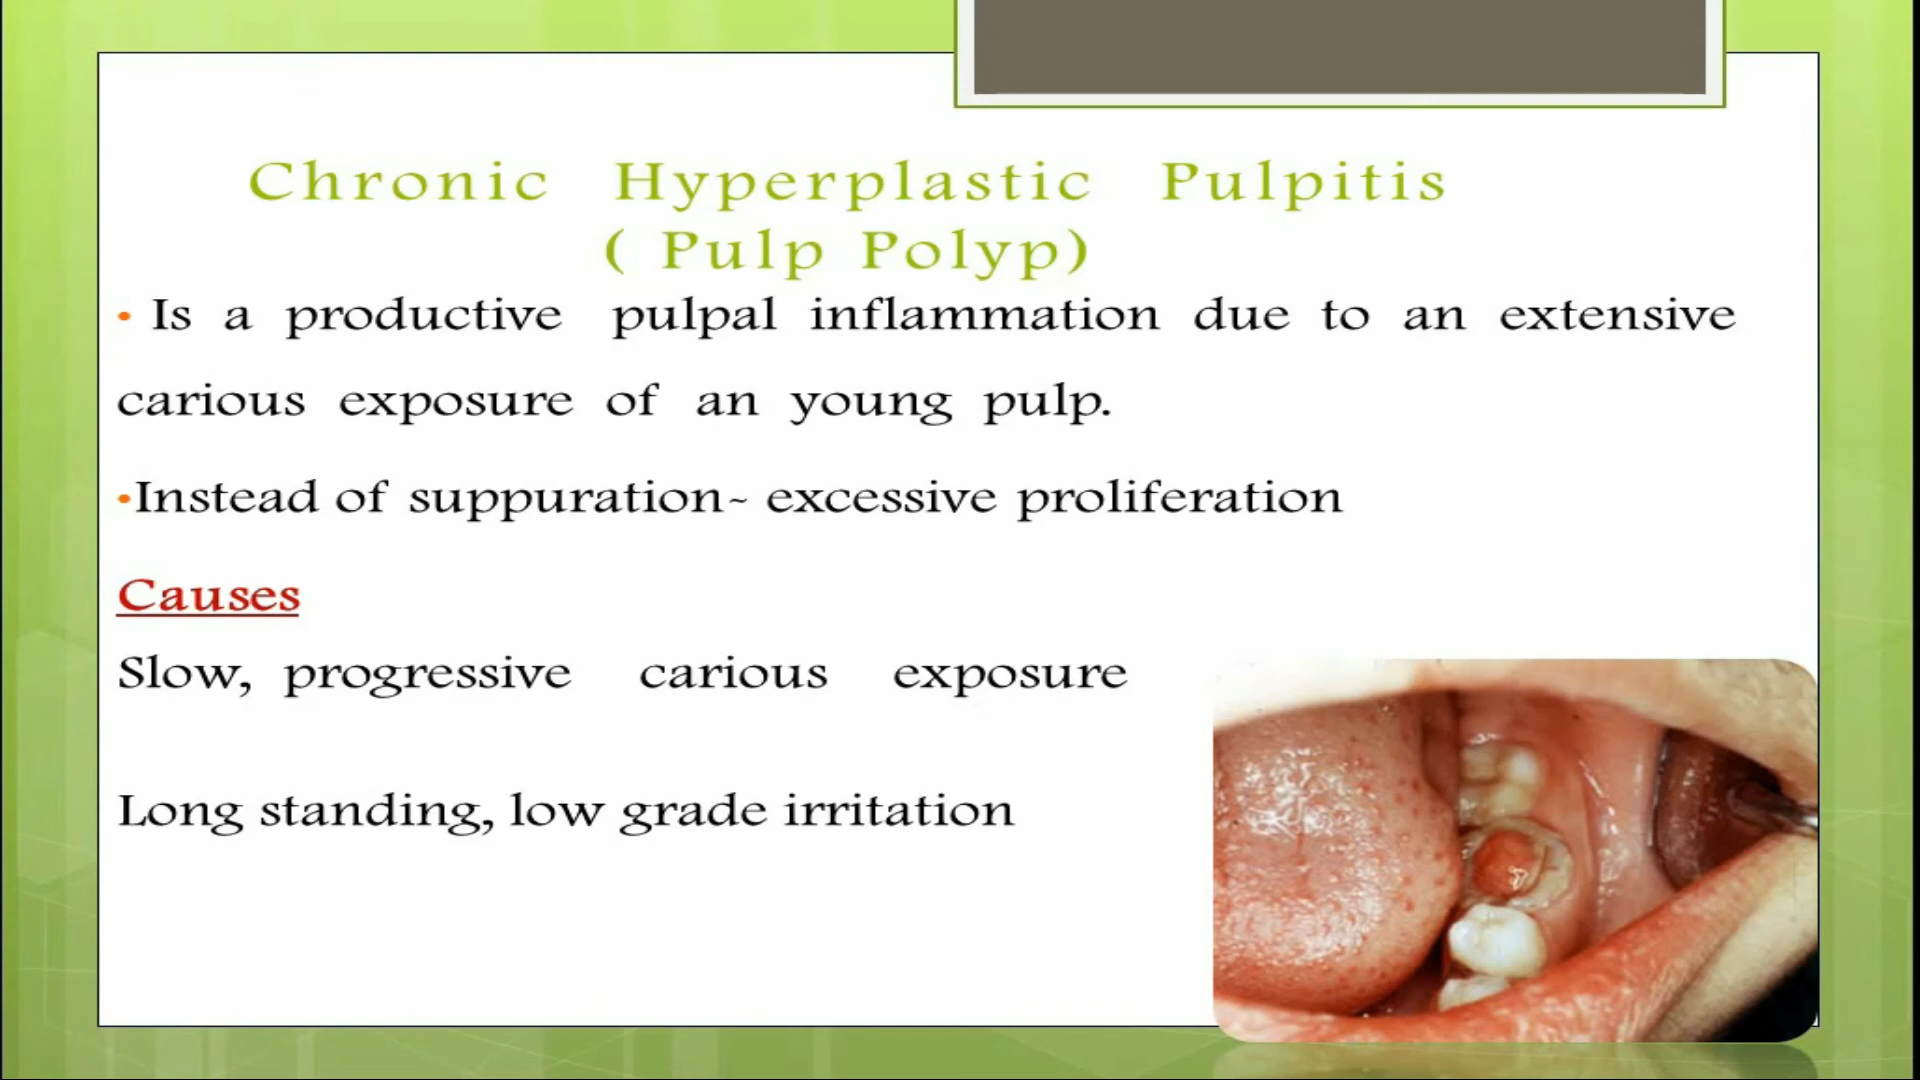 Chronic Hyperplastic Pulpitis
( Pulp Polyp)
• Is a productive pulpal inflammation due to an extensive
carious exposure of an young pulp.
•Instead of suppuration- excessive proliferation
Causes
Slow, progressive carious exposure
Long standing, low grade irritation